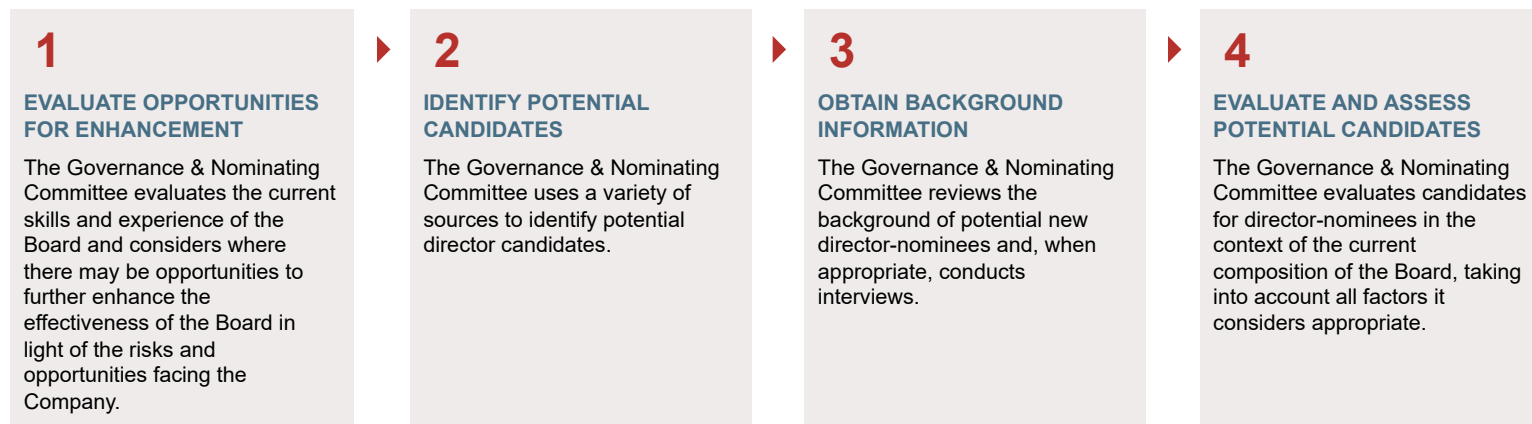 1
EVALUATE OPPORTUNITIES
FOR ENHANCEMENT
The Governance & Nominating
Committee evaluates the current
skills and experience of the
Board and considers where
there may be opportunities to
further enhance the
effectiveness of the Board in
light of the risks and
opportunities facing the
Company.
2
IDENTIFY POTENTIAL
CANDIDATES
The Governance & Nominating
Committee uses a variety of
sources to identify potential
director candidates.
3
OBTAIN BACKGROUND
INFORMATION
The Governance & Nominating
Committee reviews the
background of potential new
director-nominees and, when
appropriate, conducts
interviews.
4
EVALUATE AND ASSESS
POTENTIAL CANDIDATES
The Governance & Nominating
Committee evaluates candidates
for director-nominees in the
context of the current
composition of the Board, taking
into account all factors it
considers appropriate.